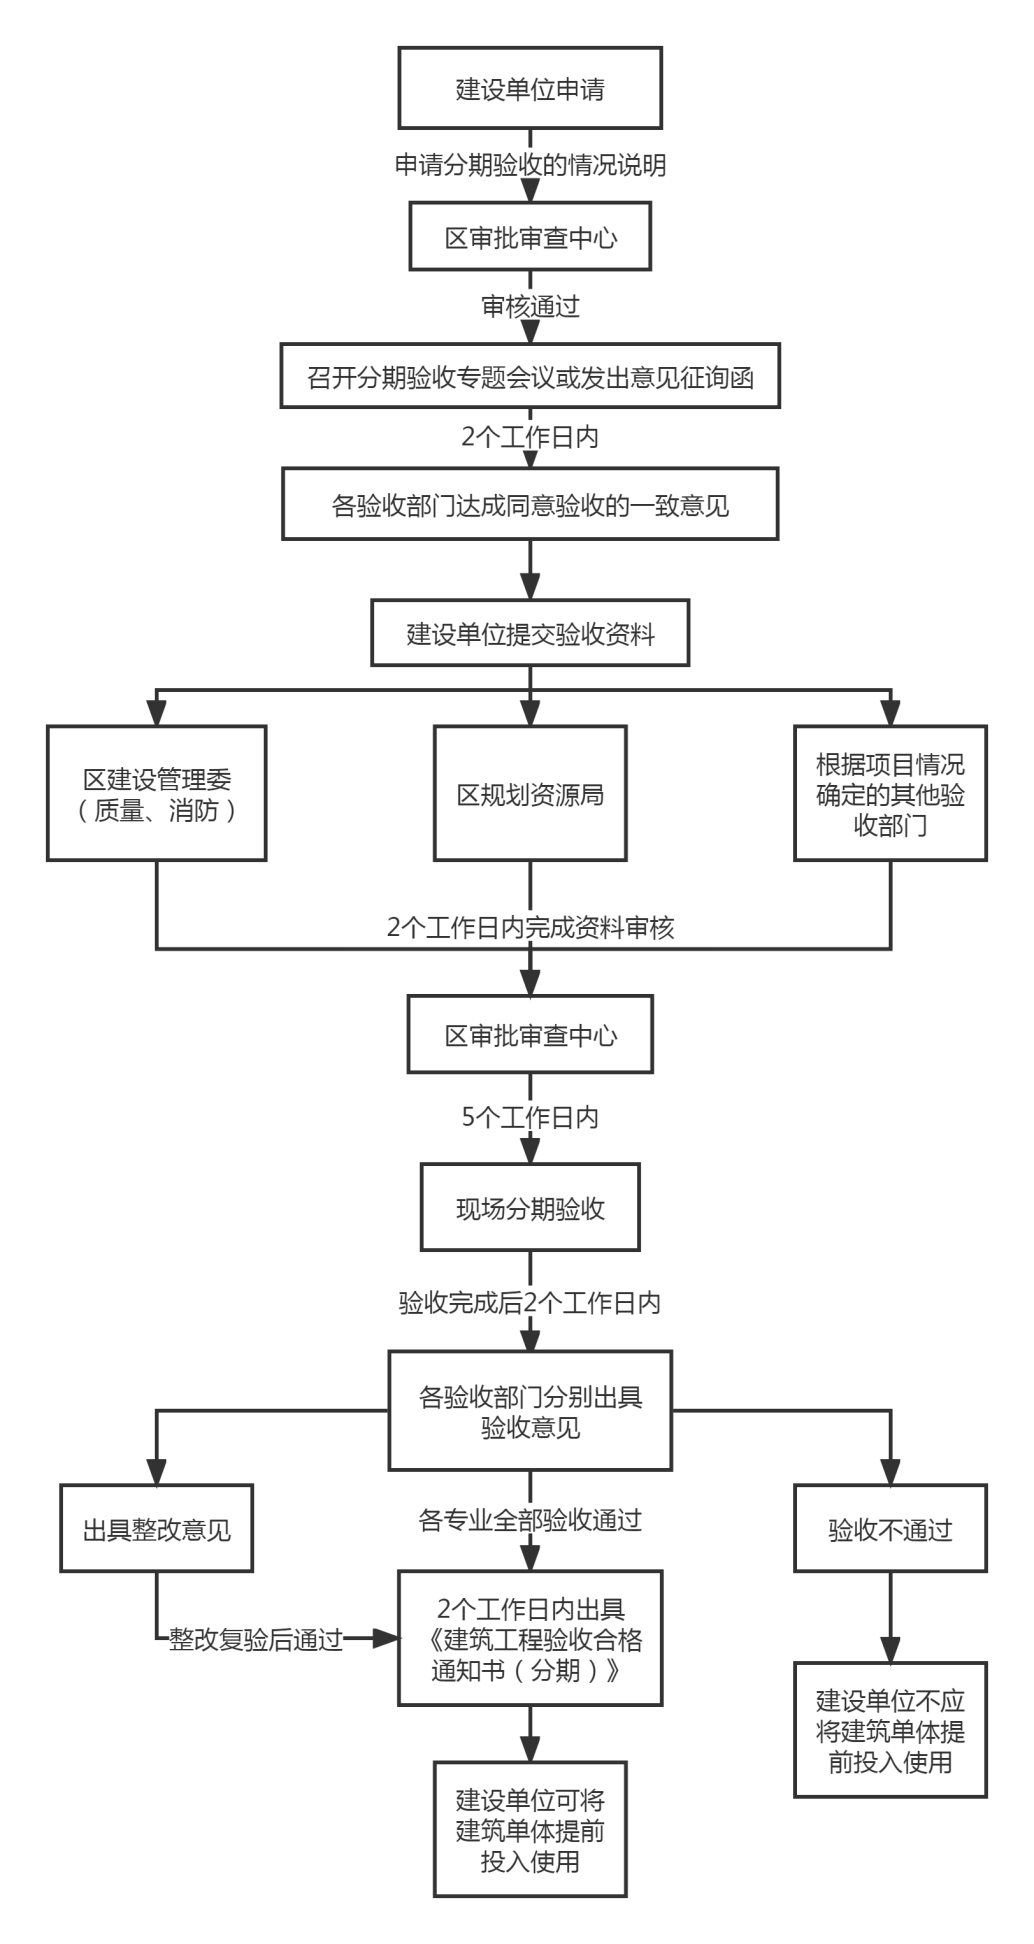 建设单位申请
申请分期验收的情况说明
区审批审查中心
审核通过
召开分期验收专题会议或发出意见征询函
2个工作日内
各验收部门达成同意验收的一致意见
建设单位提交验收资料
区建设管理委
（质量、消防）
区规划资源局
根据项目情况
确定的其他验
收部门
2个工作日内完成资料审核
区审批审查中心
5个工作日内
现场分期验收
验收完成后2个工作日内
各验收部门分别出具
验收意见
出具整改意见
各专业全部验收通过
验收不通过
整改复验后通过
2个工作日内出具
《建筑工程验收合格
通知书（分期）》
建设单位不应
将建筑单体提
前投入使用
建设单位可将
建筑单体提前
投入使用